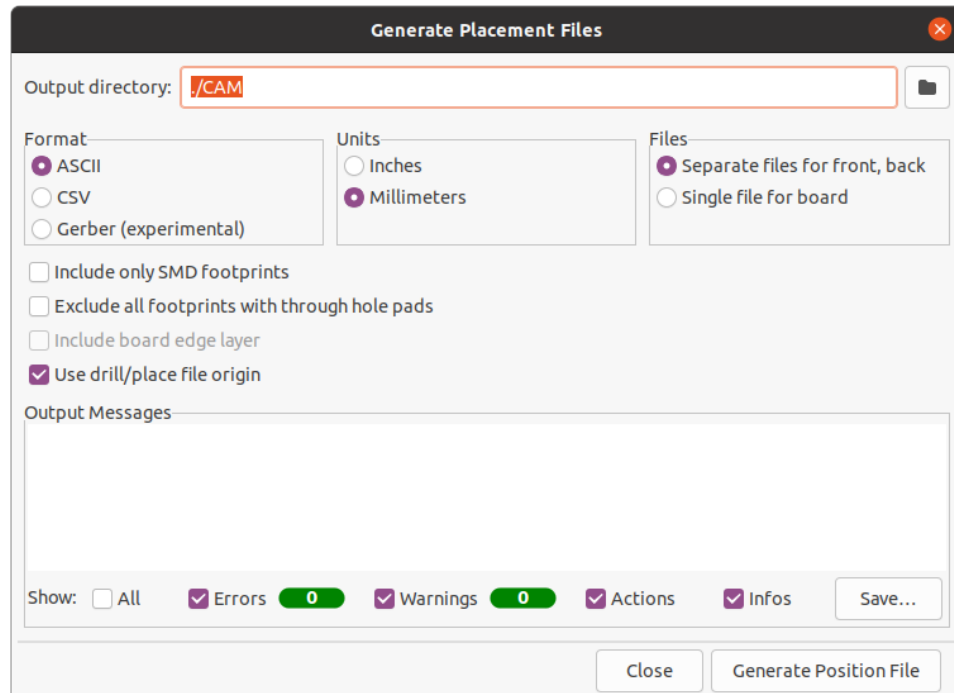 Generate Placement Files
Output directory: ./CAM
Format
ASCII
CSV
Gerber (experimental)
Units
Inches
Millimeters
Files
Separate files for front, back
Single file for board
Include only SMD footprints
Exclude all footprints with through hole pads
Include board edge layer
Use drill/place file origin
Output Messages
Show: All Errors 0 Warnings 0 Actions Infos Save...
Close Generate Position File